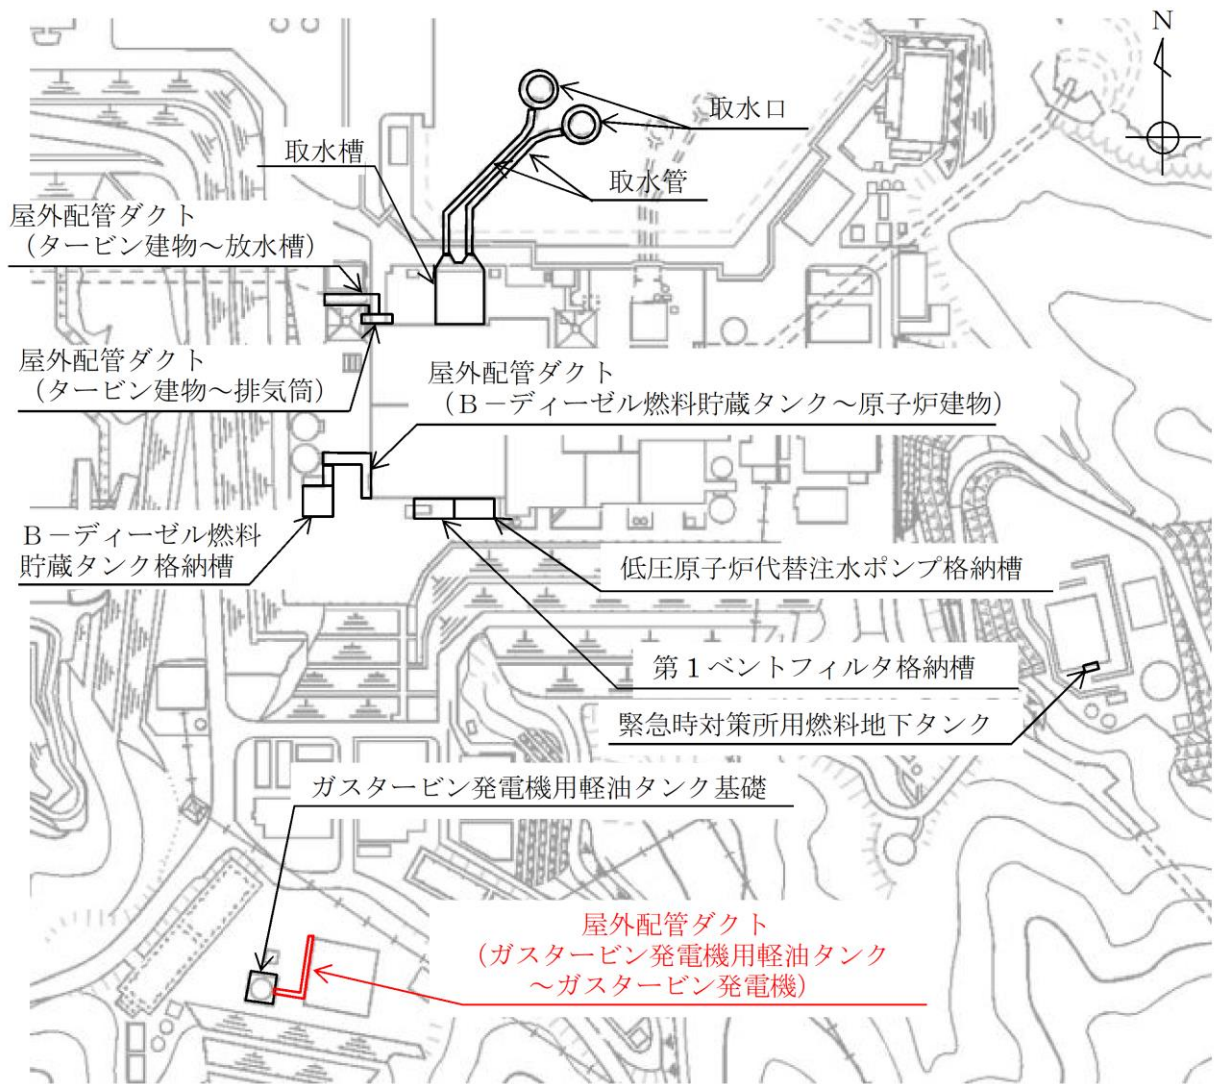 N
取水口
取水槽
取水管
屋外配管ダクト
（タービン建物～放水槽）
屋外配管ダクト
（タービン建物～排気筒）
屋外配管ダクト
（Ｂ－ディーゼル燃料貯蔵タンク～原子炉建物）
Ｂ－ディーゼル燃料
貯蔵タンク格納槽
低圧原子炉代替注水ポンプ格納槽
第１ベントフィルタ格納槽
緊急時対策所用燃料地下タンク
ガスタービン発電機用軽油タンク基礎
屋外配管ダクト
（ガスタービン発電機用軽油タンク
～ガスタービン発電機）